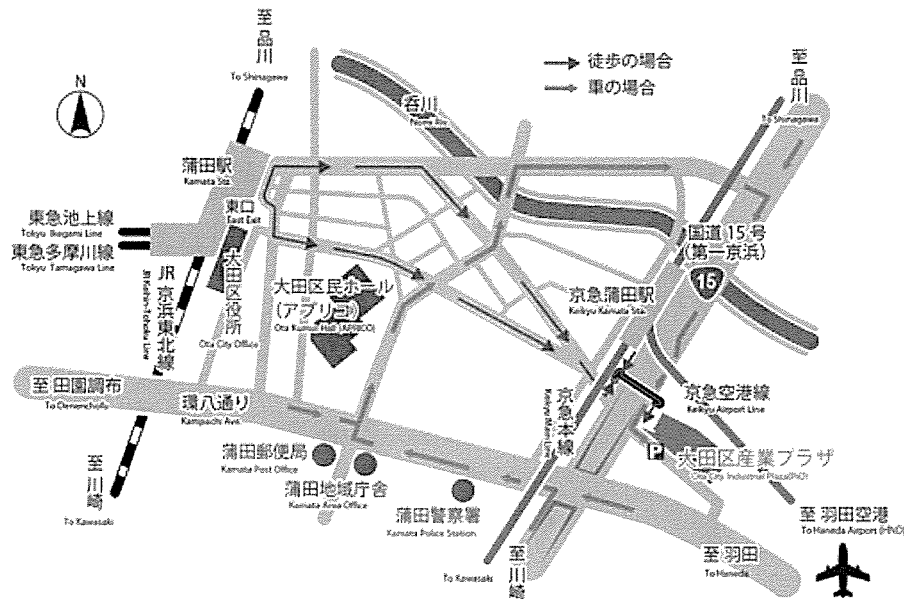 至品川
To Shinagawa
N
徒歩の場合
車の場合
至品川
To Shinagawa
呑川
Nomi Riv.
蒲田駅
Kamata Sta.
東口
East Exit
東急池上線
Tokyu Ikegami Line
東急多摩川線
Tokyu Tamagawa Line
JR京浜東北線
JR Keihin-Tohoku Line
大田区役所
Ota City Office
大田区民ホール
(アプリコ)
Ota Kumin Hall (APRICO)
国道15号
(第一京浜)
15
京急蒲田駅
Keikyu Kamata Sta.
京急空港線
Keikyu Airport Line
京急本線
Keikyu Main Line
至 田園調布
To Denenchofu
環八通り
Kampachi Ave.
蒲田郵便局
Kamata Post Office
蒲田地域庁舎
Kamata Area Office
蒲田警察署
Kamata Police Station
P
大田区産業プラザ
Ota City Industrial Plaza(PiO)
至川崎
To Kawasaki
至川崎
To Kawasaki
至 羽田
To Haneda
至 羽田空港
To Haneda Airport (HND)